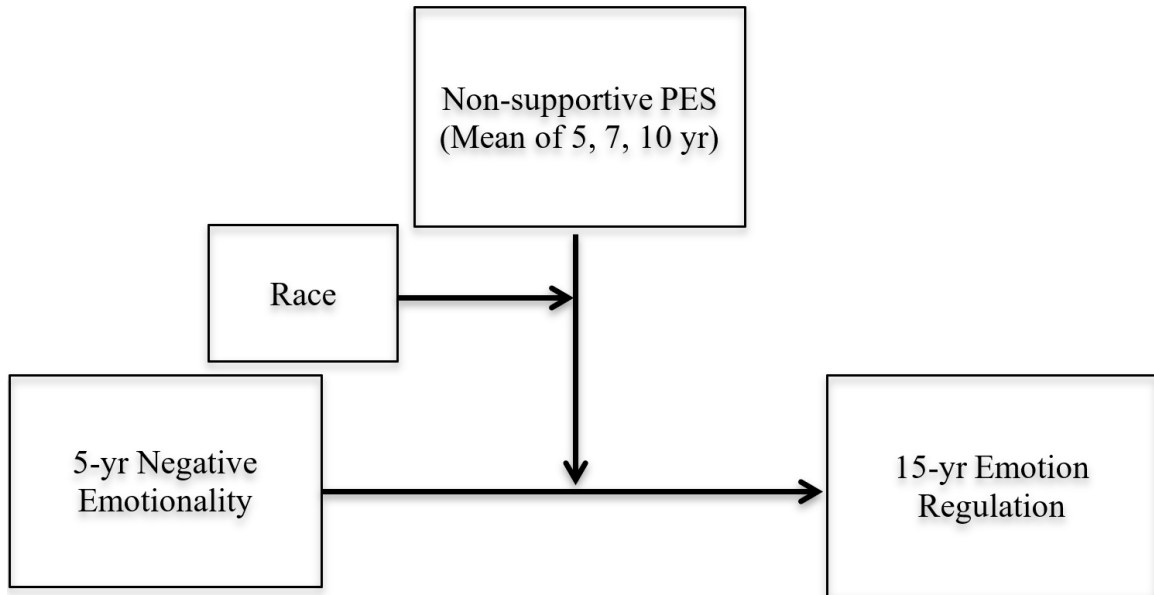 Non-supportive PES
(Mean of 5, 7, 10 yr)
Race
5-yr Negative
Emotionality
15-yr Emotion
Regulation